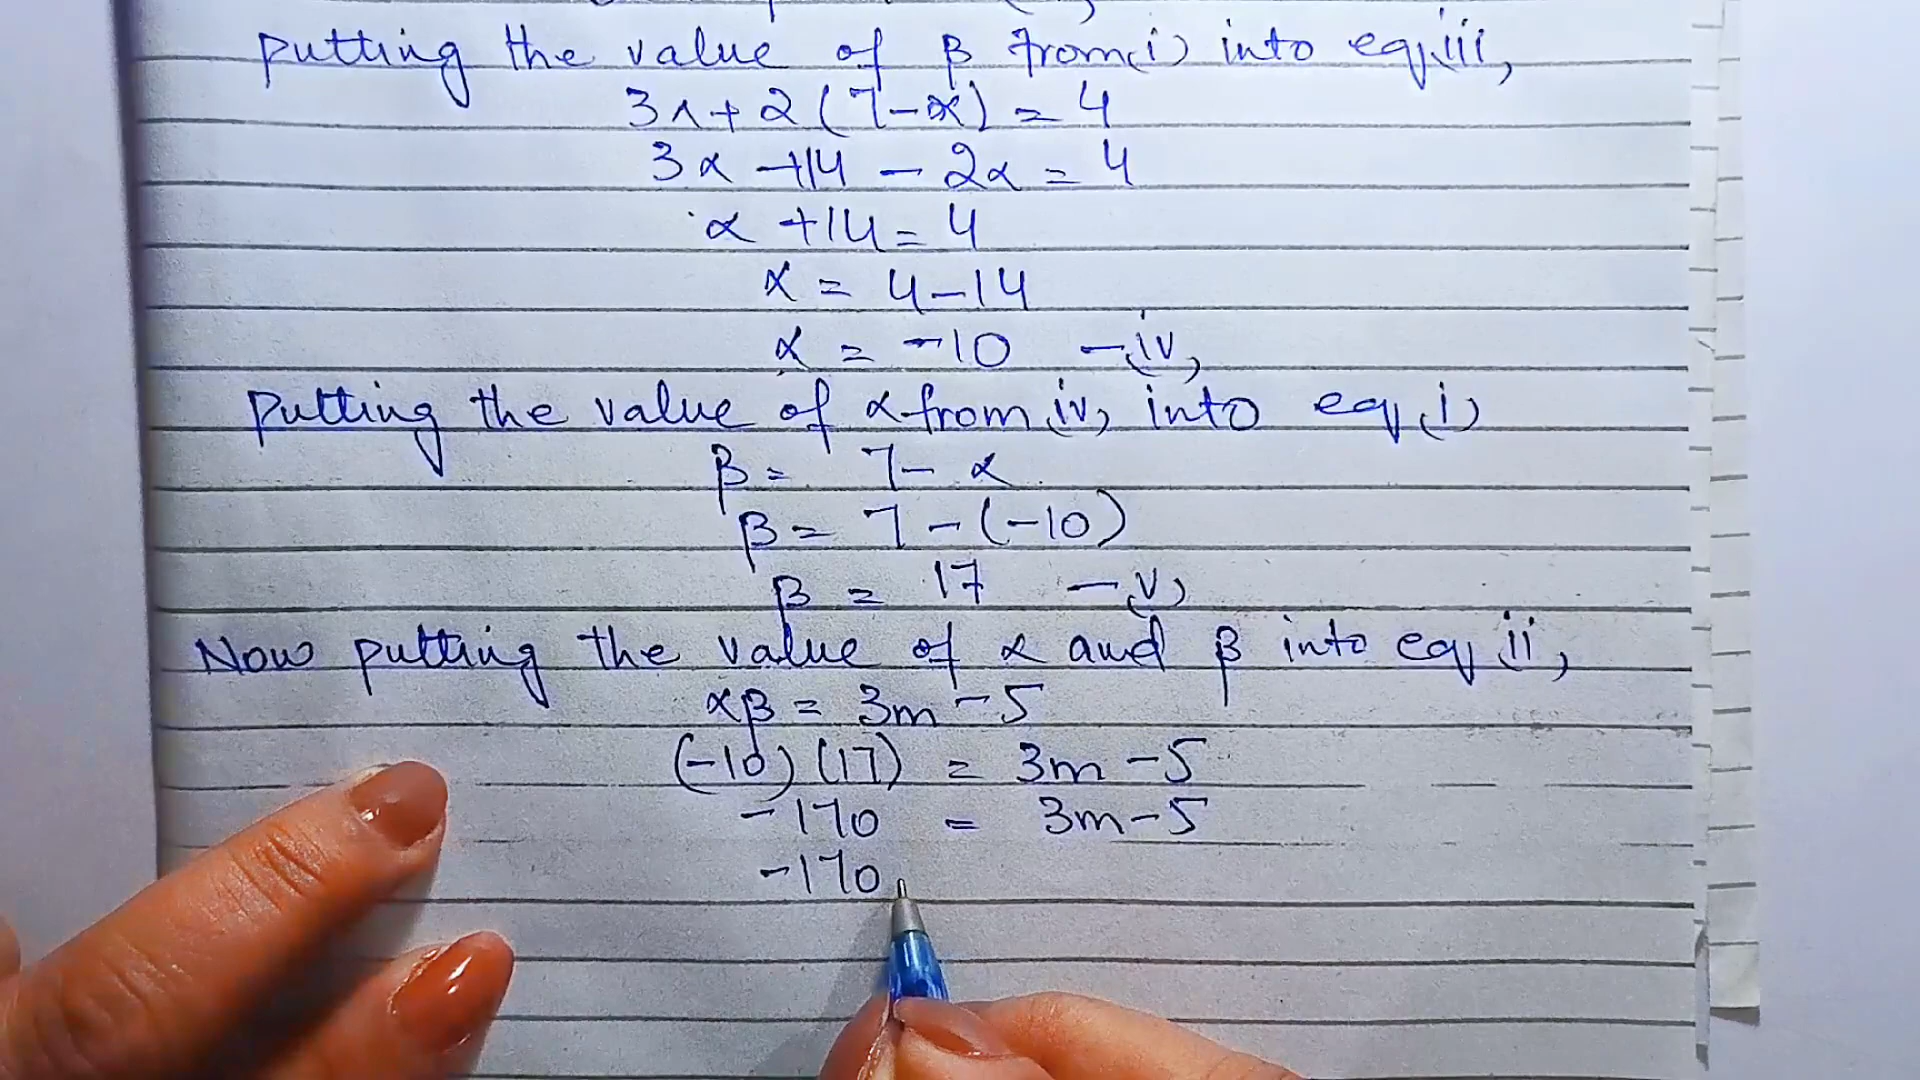 putting the value of β from (i) into eq (iii)
3α + 2 (7 - α) = 4
3α + 14 - 2α = 4
α + 14 = 4
α = 4 - 14
α = -10 - (iv)
putting the value of α from (iv) into eq (i)
β = 7 - α
β = 7 - (-10)
β = 17 - (v)
Now putting the value of α and β into eq (ii)
αβ = 3m - 5
(-10) (17) = 3m - 5
-170 = 3m - 5
-170